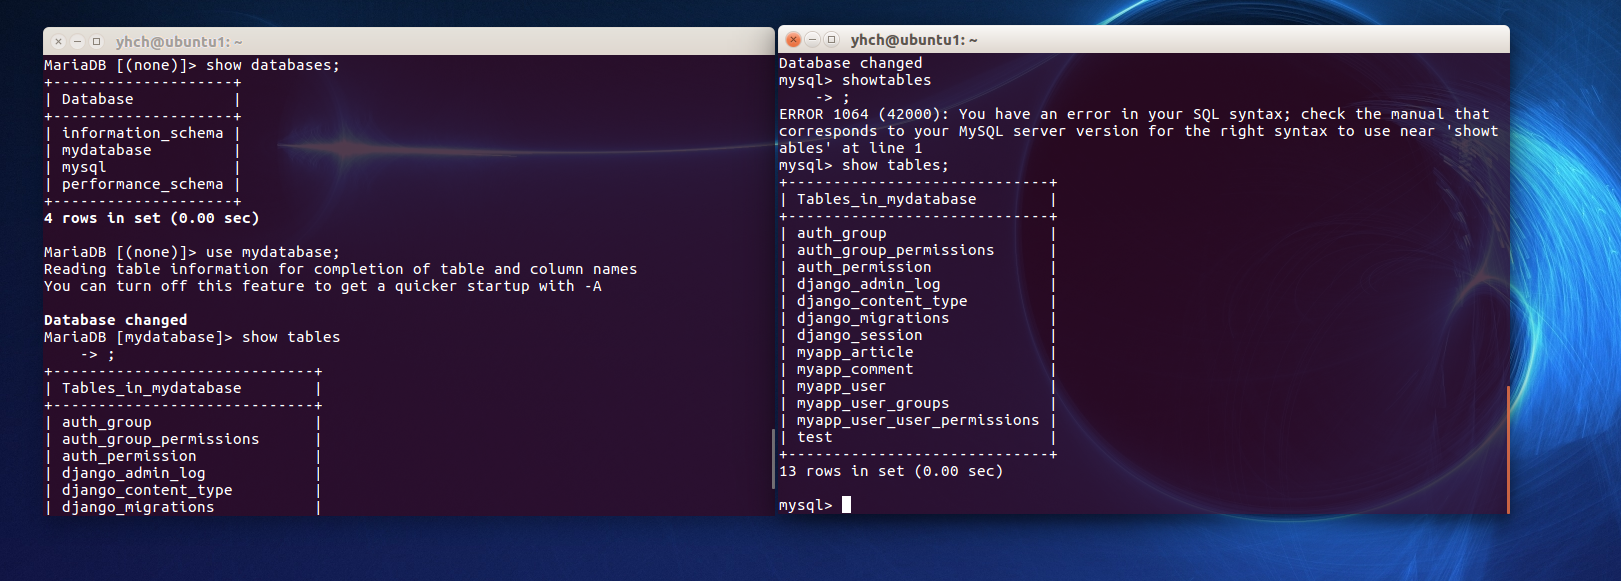 yhch@ubuntu1: ~
MariaDB [(none)]> show databases;
+--------------------+
| Database           |
+--------------------+
| information_schema |
| mydatabase         |
| mysql              |
| performance_schema |
+--------------------+
4 rows in set (0.00 sec)

MariaDB [(none)]> use mydatabase;
Reading table information for completion of table and column names
You can turn off this feature to get a quicker startup with -A

Database changed
MariaDB [mydatabase]> show tables
    -> ;
+-----------------------------+
| Tables_in_mydatabase        |
+-----------------------------+
| auth_group                  |
| auth_group_permissions      |
| auth_permission             |
| django_admin_log            |
| django_content_type         |
| django_migrations           |
yhch@ubuntu1: ~
Database changed
mysql> showtables
    -> ;
ERROR 1064 (42000): You have an error in your SQL syntax; check the manual that
corresponds to your MySQL server version for the right syntax to use near 'showt
ables' at line 1
mysql> show tables;
+-----------------------------+
| Tables_in_mydatabase        |
+-----------------------------+
| auth_group                  |
| auth_group_permissions      |
| auth_permission             |
| django_admin_log            |
| django_content_type         |
| django_migrations           |
| django_session              |
| myapp_article               |
| myapp_comment               |
| myapp_user                  |
| myapp_user_groups           |
| myapp_user_user_permissions |
| test                        |
+-----------------------------+
13 rows in set (0.00 sec)

mysql>